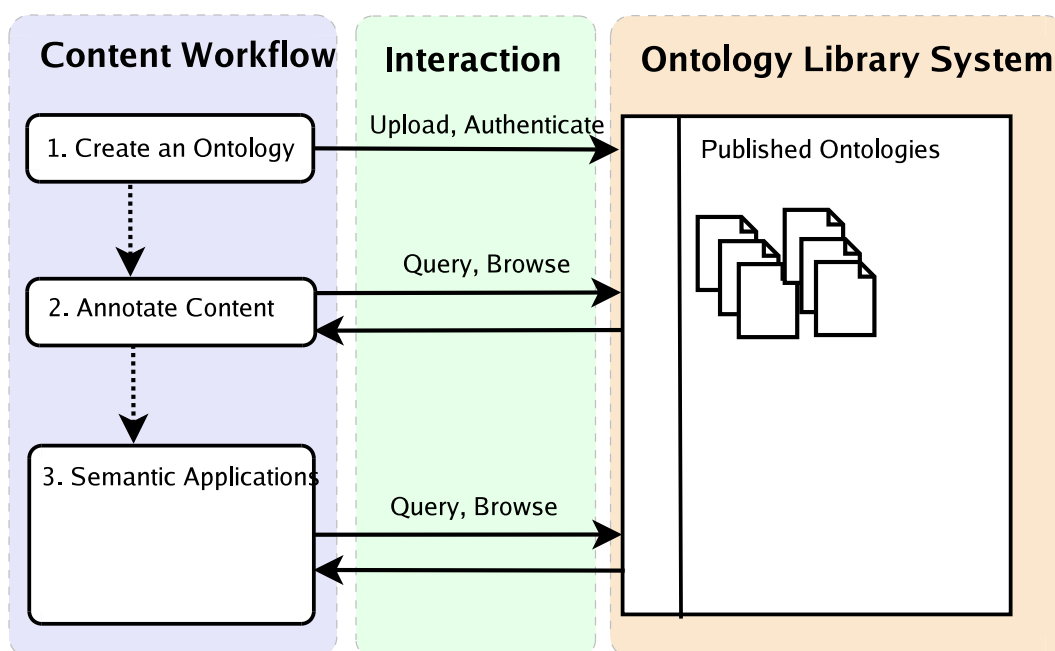 Content Workflow
Interaction
Ontology Library System
1. Create an Ontology
Upload, Authenticate
Published Ontologies
2. Annotate Content
Query, Browse
3. Semantic Applications
Query, Browse